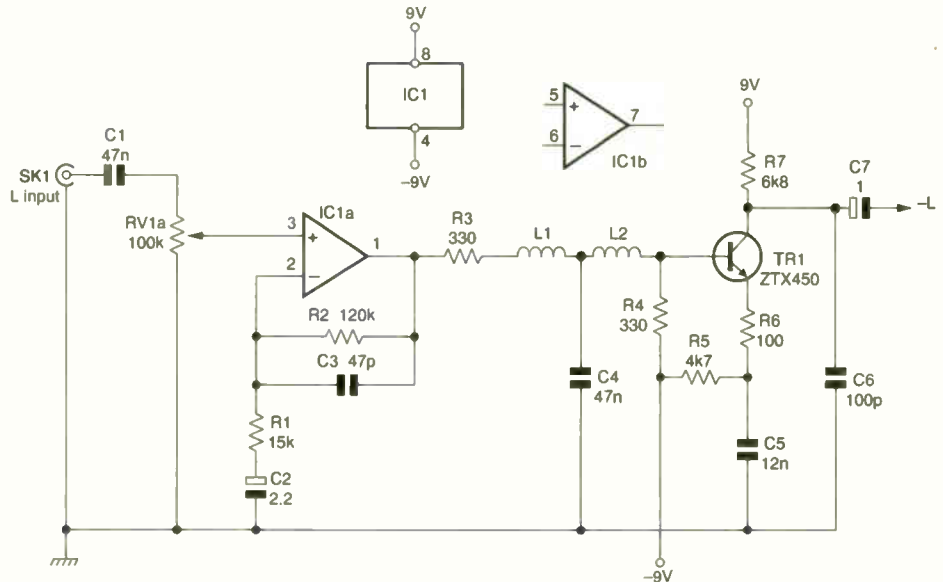 9V
8
IC1
4
–9V
5
+
6
–
7
IC1b
9V
R7
6k8
C7
1
–L
C1
47n
SK1
L input
RV1a
100k
IC1a
3
+
2
–
1
R3
330
L1
L2
TR1
ZTX450
R2 120k
C3 47p
R4
330
R5
4k7
R6
100
C4
47n
C6
100p
R1
15k
C2
2.2
C5
12n
–9V